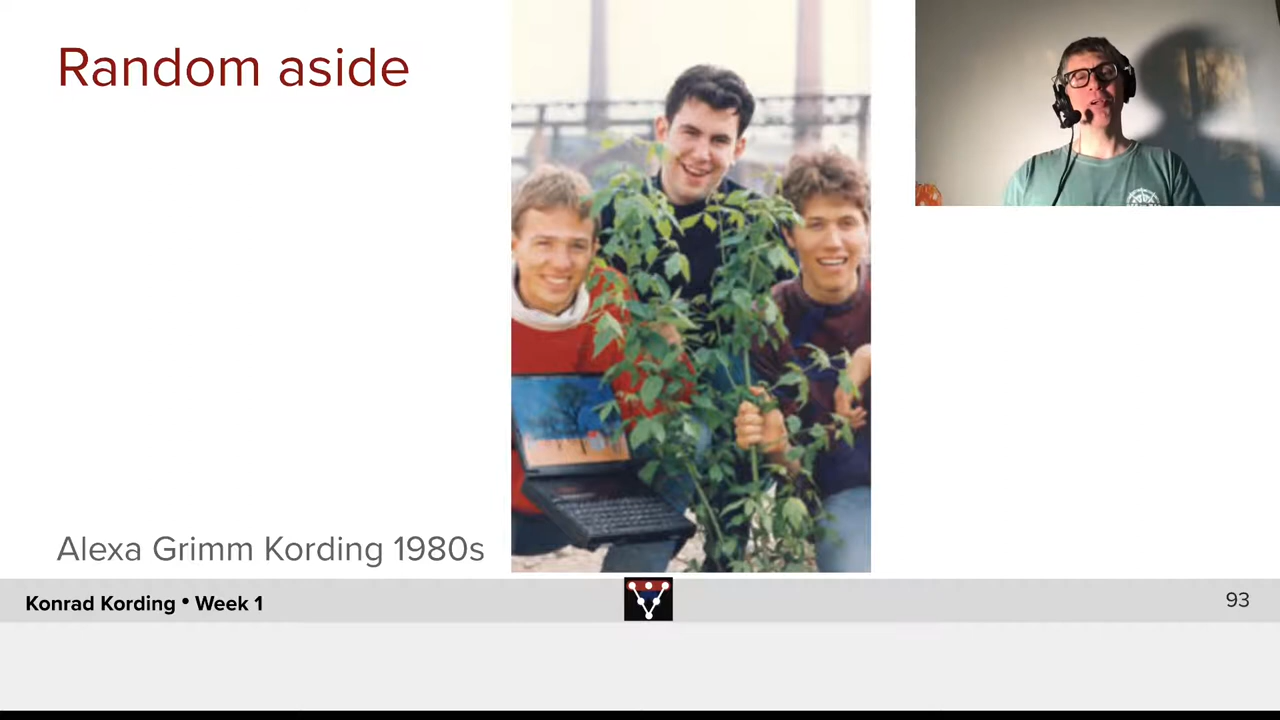 Random aside
Alexa Grimm Kording 1980s
Konrad Kording • Week 1
93